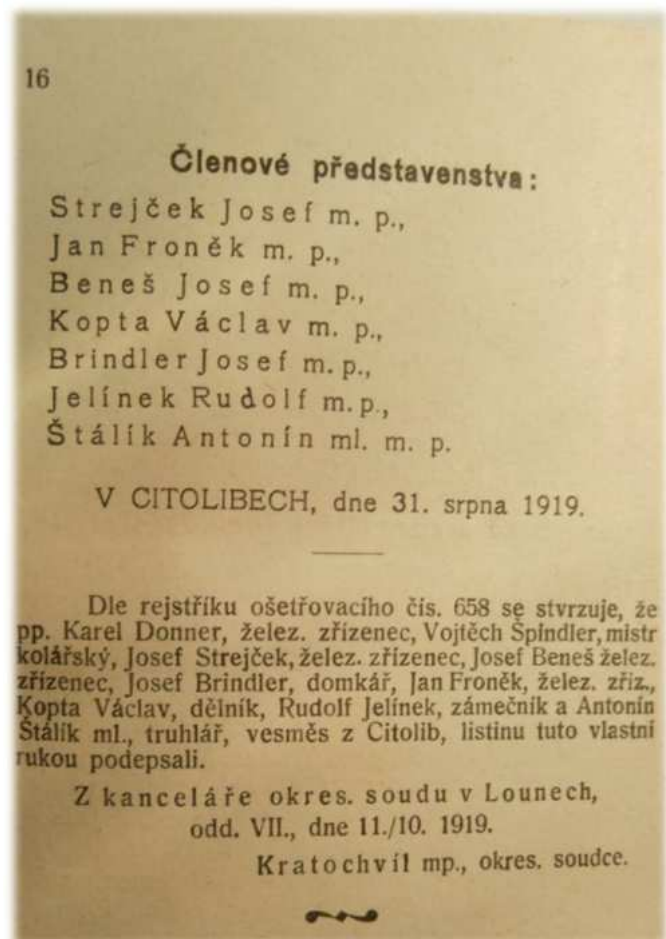 16
Členové představenstva:
Strejček Josef m. p.,
Jan Froněk m. p.,
Beneš Josef m. p.,
Kopta Václav m. p.,
Brindler Josef m. p.,
Jelínek Rudolf m. p.,
Štálík Antonín ml. m. p.
V CITOLIBECH, dne 31. srpna 1919.
Dle rejstříku ošetřovacího čís. 658 se stvrzuje, že
pp. Karel Donner, želez. zřízenec, Vojtěch Špindler, mistr
kolářský, Josef Strejček, želez. zřízenec, Josef Beneš želez.
zřízenec, Josef Brindler, domkář, Jan Froněk, želez. zříz.,
Kopta Václav, dělník, Rudolf Jelínek, zámečník a Antonín
Štálík ml., truhlář, vesměs z Citolib, listinu tuto vlastní
rukou podepsali.
Z kanceláře okres. soudu v Lounech,
odd. VII., dne 11./10. 1919.
Kratochvíl mp., okres. soudce.